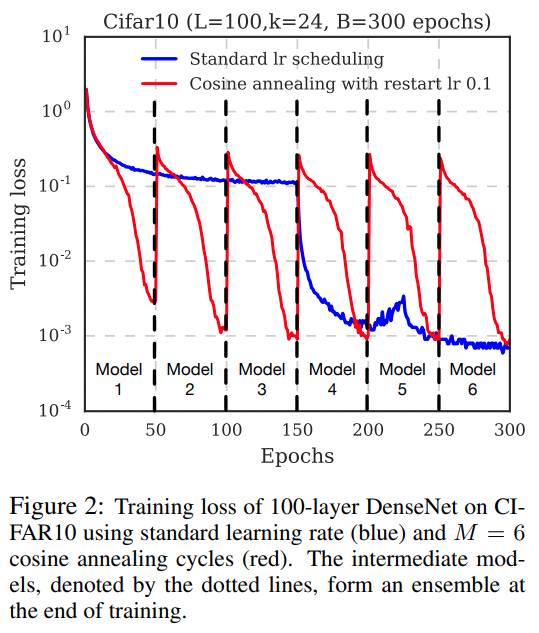 Cifar10 (L=100,k=24, B=300 epochs)
Standard lr scheduling
Cosine annealing with restart lr 0.1
Training loss
10¹
10⁰
10⁻¹
10⁻²
10⁻³
10⁻⁴
Model 1
Model 2
Model 3
Model 4
Model 5
Model 6
0 50 100 150 200 250 300
Epochs
Figure 2: Training loss of 100-layer DenseNet on CI-
FAR10 using standard learning rate (blue) and M = 6
cosine annealing cycles (red). The intermediate mod-
els, denoted by the dotted lines, form an ensemble at
the end of training.